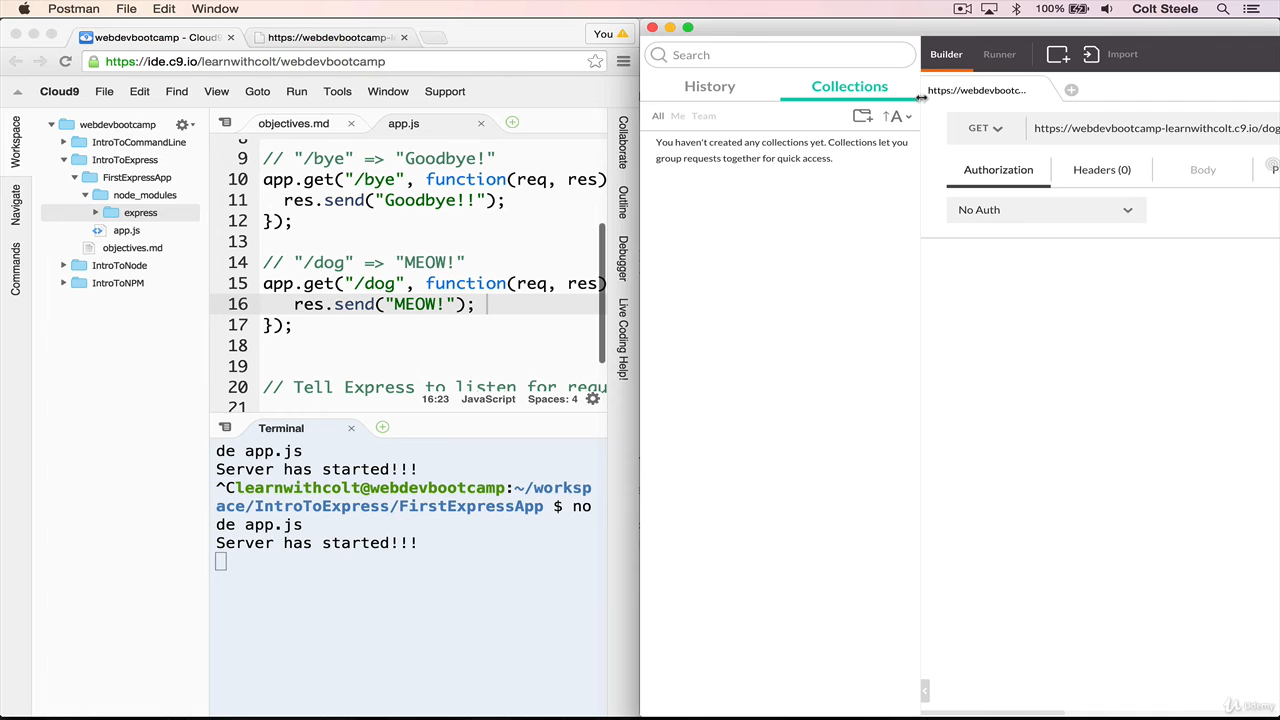 Postman File Edit Window 100% Colt Steele
webdevbootcamp - Cloud9 https://webdevbootcamp-l You
https://ide.c9.io/learnwithcolt/webdevbootcamp
Cloud9 File Edit Find View Goto Run Tools Window Support
Workspace
Navigate
Commands
webdevbootcamp
IntroToCommandLine
IntroToExpress
FirstExpressApp
node_modules
express
app.js
objectives.md
IntroToNode
IntroToNPM
objectives.md app.js
8
9 // "/bye" => "Goodbye!"
10 app.get("/bye", function(req, res)
11 res.send("Goodbye!!");
12 });
13
14 // "/dog" => "MEOW!"
15 app.get("/dog", function(req, res)
16 res.send("MEOW!");
17 });
18
19
20 // Tell Express to listen for requ
21
16:23 JavaScript Spaces: 4
Collaborate
Outline
Debugger
Live Coding Help!
Terminal
de app.js
Server has started!!!
^Clearnwithcolt@webdevbootcamp:~/worksp
ace/IntroToExpress/FirstExpressApp $ no
de app.js
Server has started!!!
Search
History Collections
All Me Team A
You haven't created any collections yet. Collections let you
group requests together for quick access.
Builder Runner Import
https://webdevbootc...
GET https://webdevbootcamp-learnwithcolt.c9.io/dog
Authorization Headers (0) Body P
No Auth
Udemy